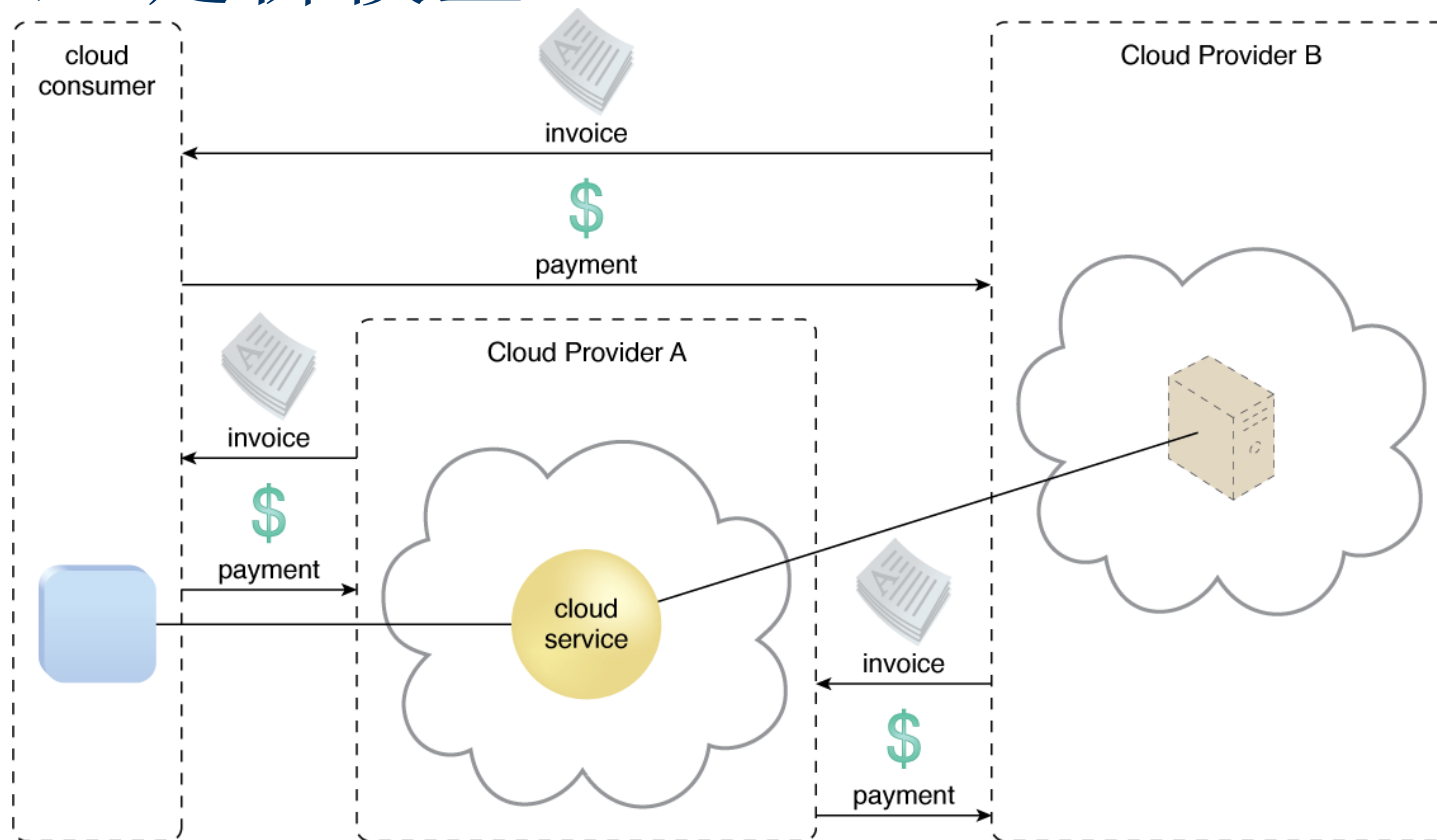 cloud
consumer
Cloud Provider B
invoice
$
payment
Cloud Provider A
invoice
$
payment
cloud
service
invoice
$
payment